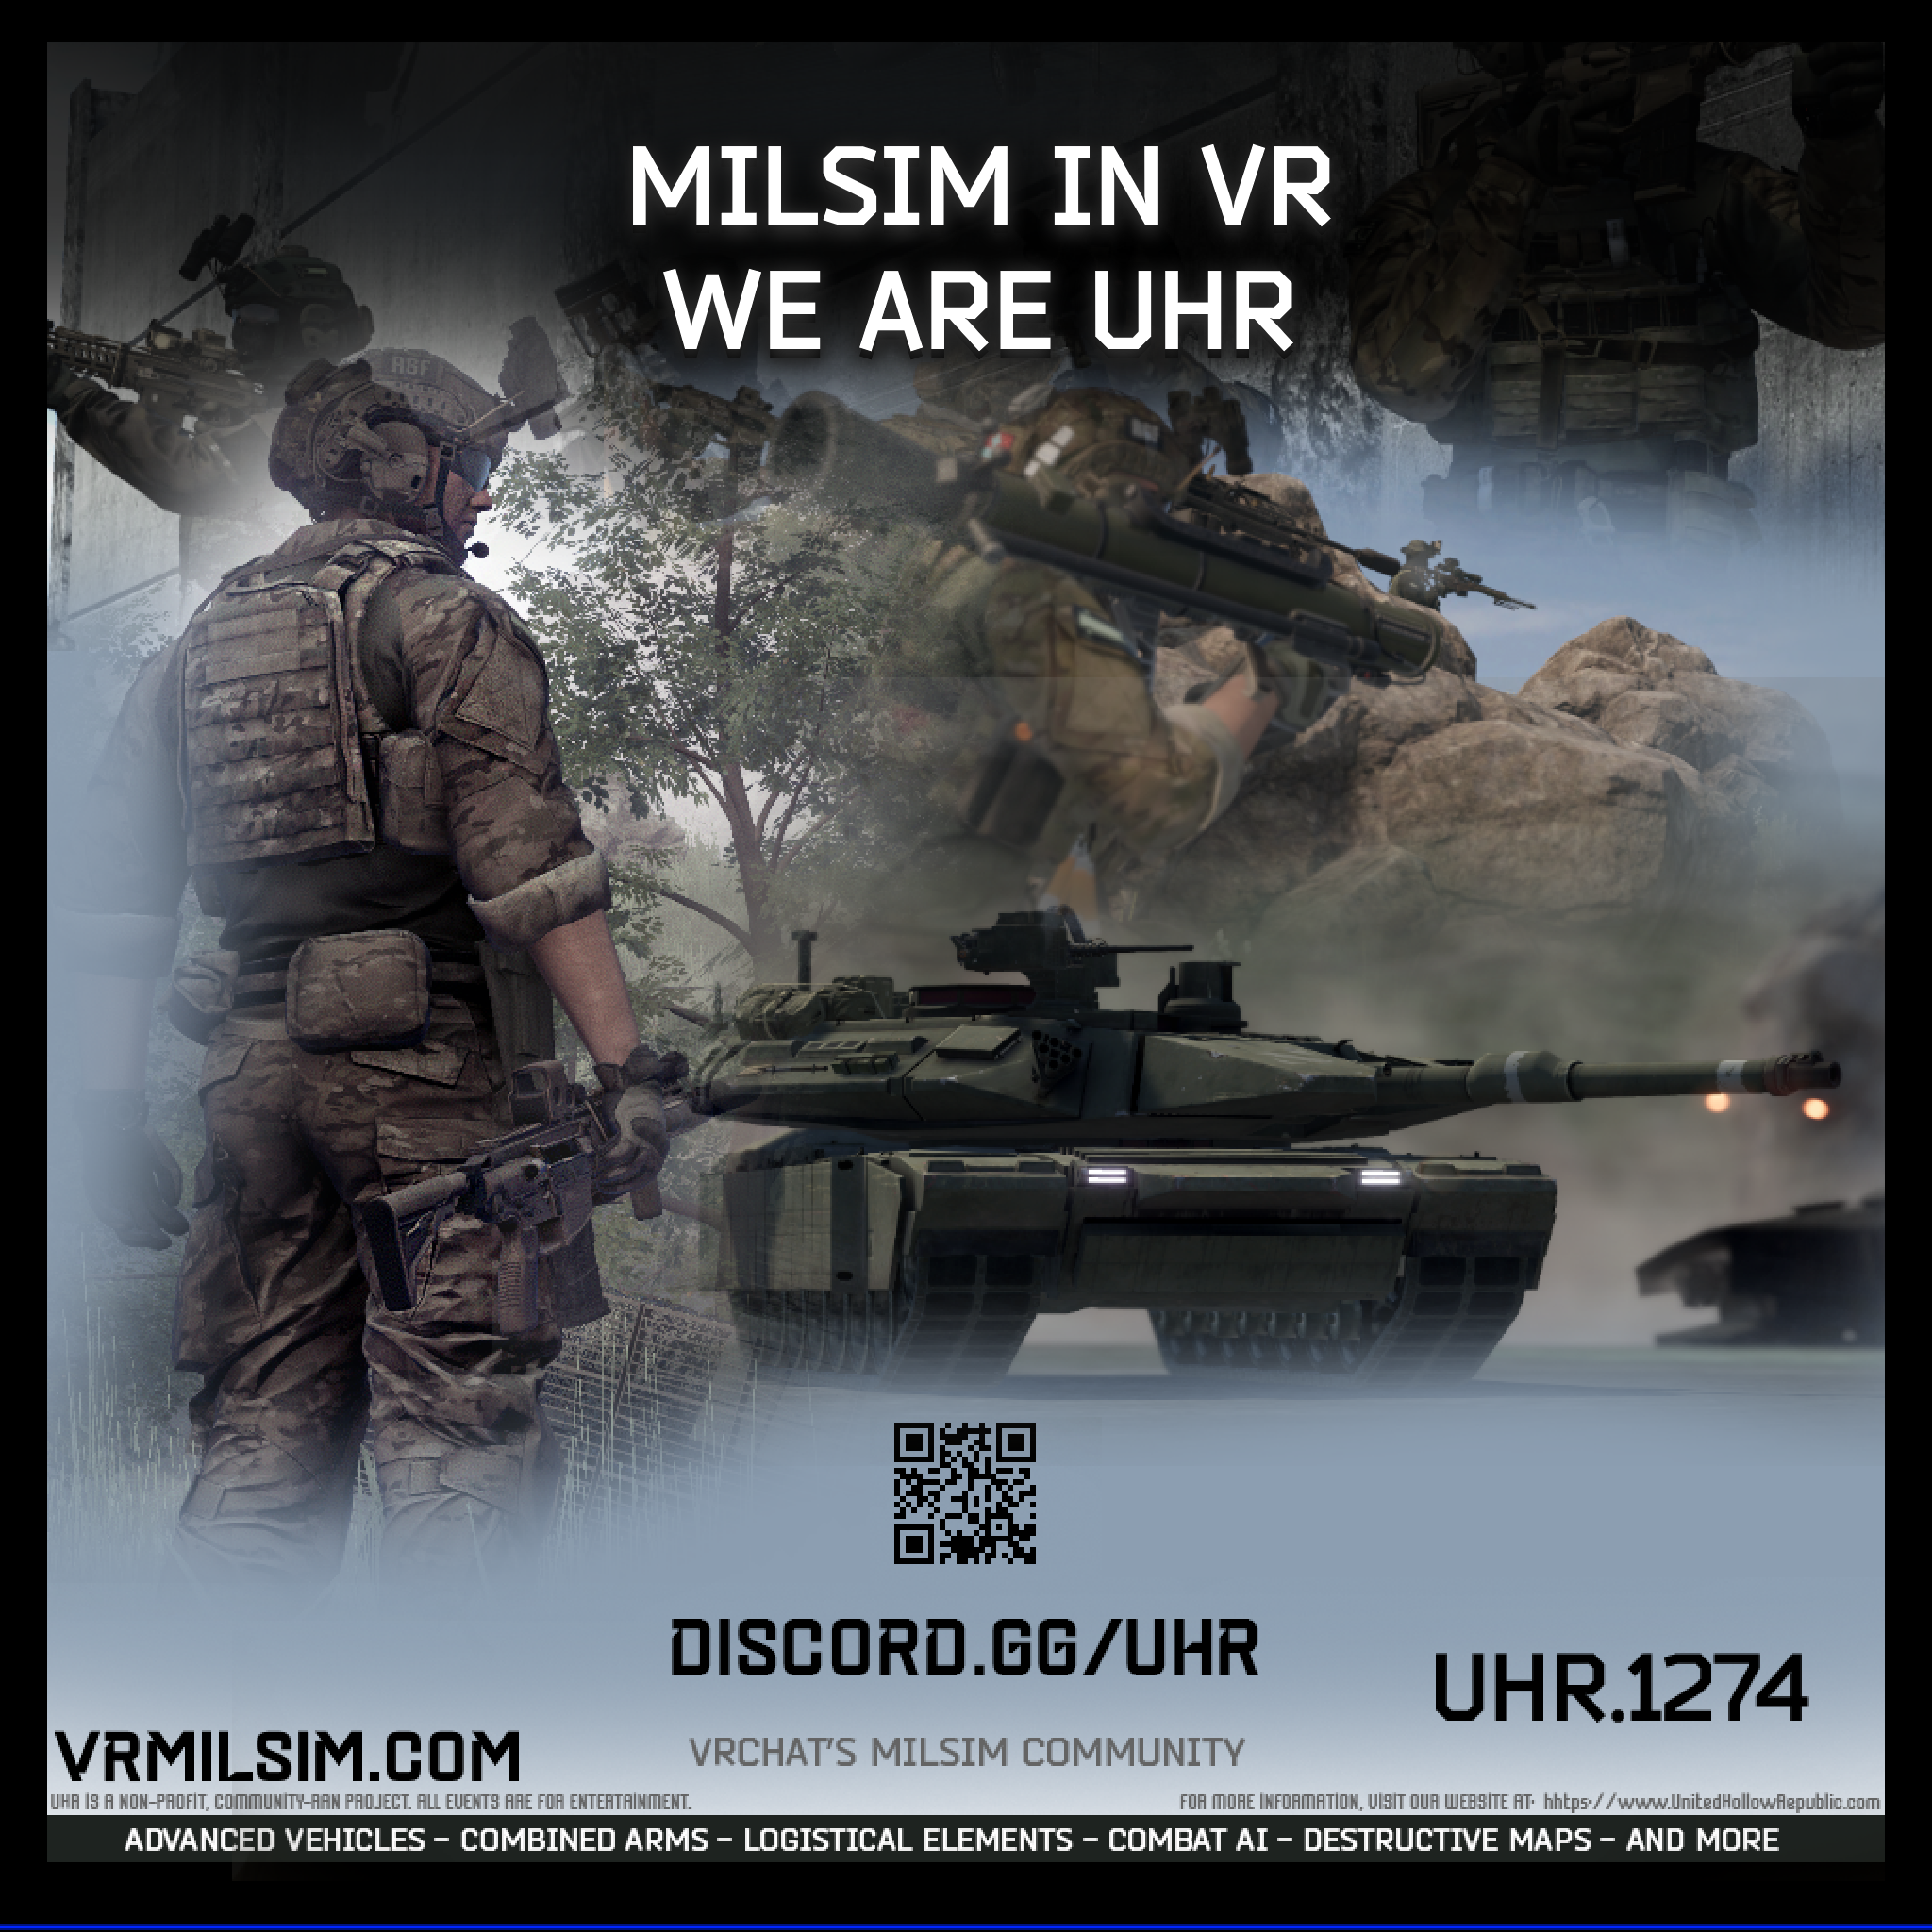 MILSIM IN VR
WE ARE UHR
RGF
DISCORD.GG/UHR
UHR.1274
VRMILSIM.COM
VRCHAT'S MILSIM COMMUNITY
UHR IS A NON-PROFIT, COMMUNITY-RAN PROJECT. ALL EVENTS ARE FOR ENTERTAINMENT.
FOR MORE INFORMATION, VISIT OUR WEBSITE AT: hhtps://www.UnitedHollowRepublic.com
ADVANCED VEHICLES - COMBINED ARMS - LOGISTICAL ELEMENTS - COMBAT AI - DESTRUCTIVE MAPS - AND MORE